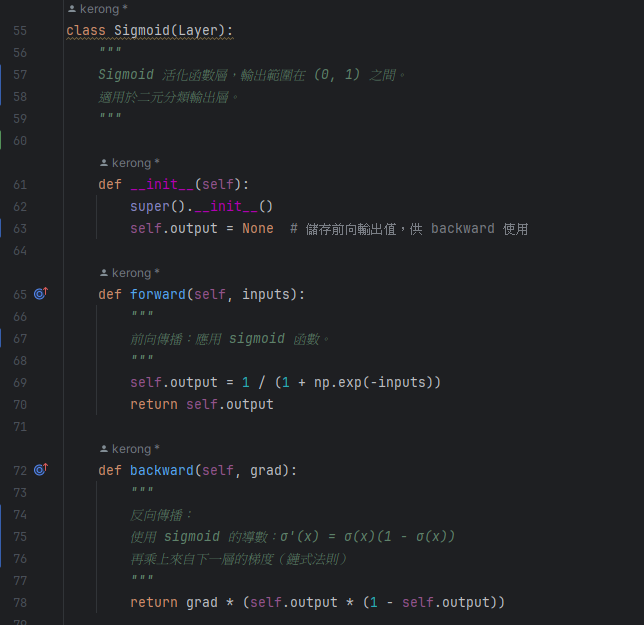 kerong *
55 class Sigmoid(Layer):
56 """
57 Sigmoid 活化函數層，輸出範圍在 (0, 1) 之間。
58 適用於二元分類輸出層。
59 """
60
kerong *
61 def __init__(self):
62 super().__init__()
63 self.output = None  # 儲存前向輸出值，供 backward 使用
64
kerong *
65 def forward(self, inputs):
66 """
67 前向傳播：應用 sigmoid 函數。
68 """
69 self.output = 1 / (1 + np.exp(-inputs))
70 return self.output
71
kerong *
72 def backward(self, grad):
73 """
74 反向傳播：
75 使用 sigmoid 的導數：σ'(x) = σ(x)(1 - σ(x))
76 再乘上來自下一層的梯度（鏈式法則）
77 """
78 return grad * (self.output * (1 - self.output))
79